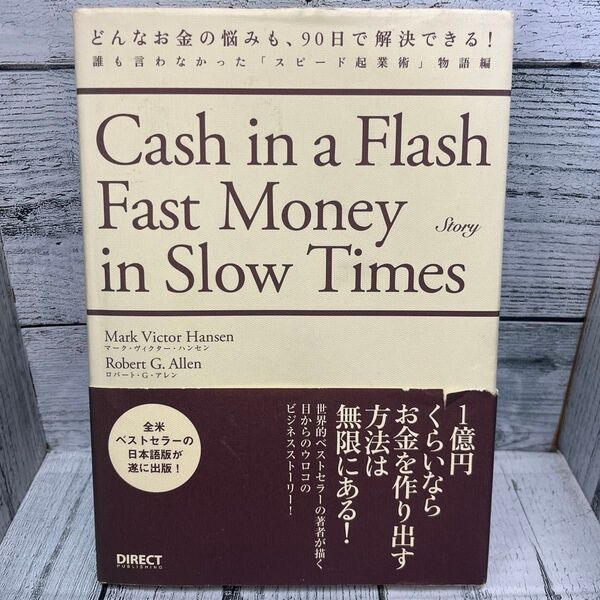 どんなお金の悩みも、90日で解決できる！
誰も言わなかった「スピード起業術」物語編
Cash in a Flash
Fast Money
in Slow Times
Story
Mark Victor Hansen
マーク・ヴィクター・ハンセン
Robert G. Allen
ロバート・G・アレン
1億円
くらいなら
お金を作り出す
方法は
無限にある！
世界的ベストセラーの著者が描く
目からのウロコの
ビジネスストーリー！
全米
ベストセラーの
日本語版が
遂に出版！
DIRECT
PUBLISHING